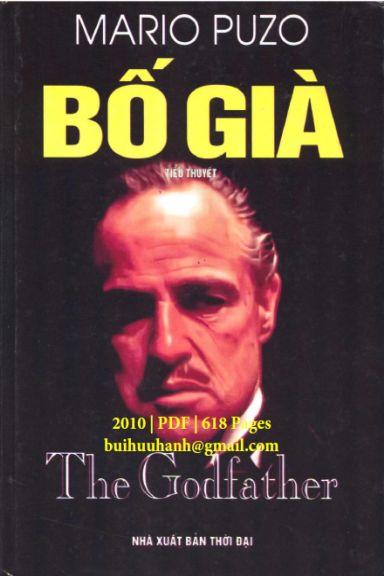 MARIO PUZO
BỐ GIÀ
TIỂU THUYẾT
2010 | PDF | 618 Pages
buihuuhanh@gmail.com
The Godfather
NHÀ XUẤT BẢN THỜI ĐẠI